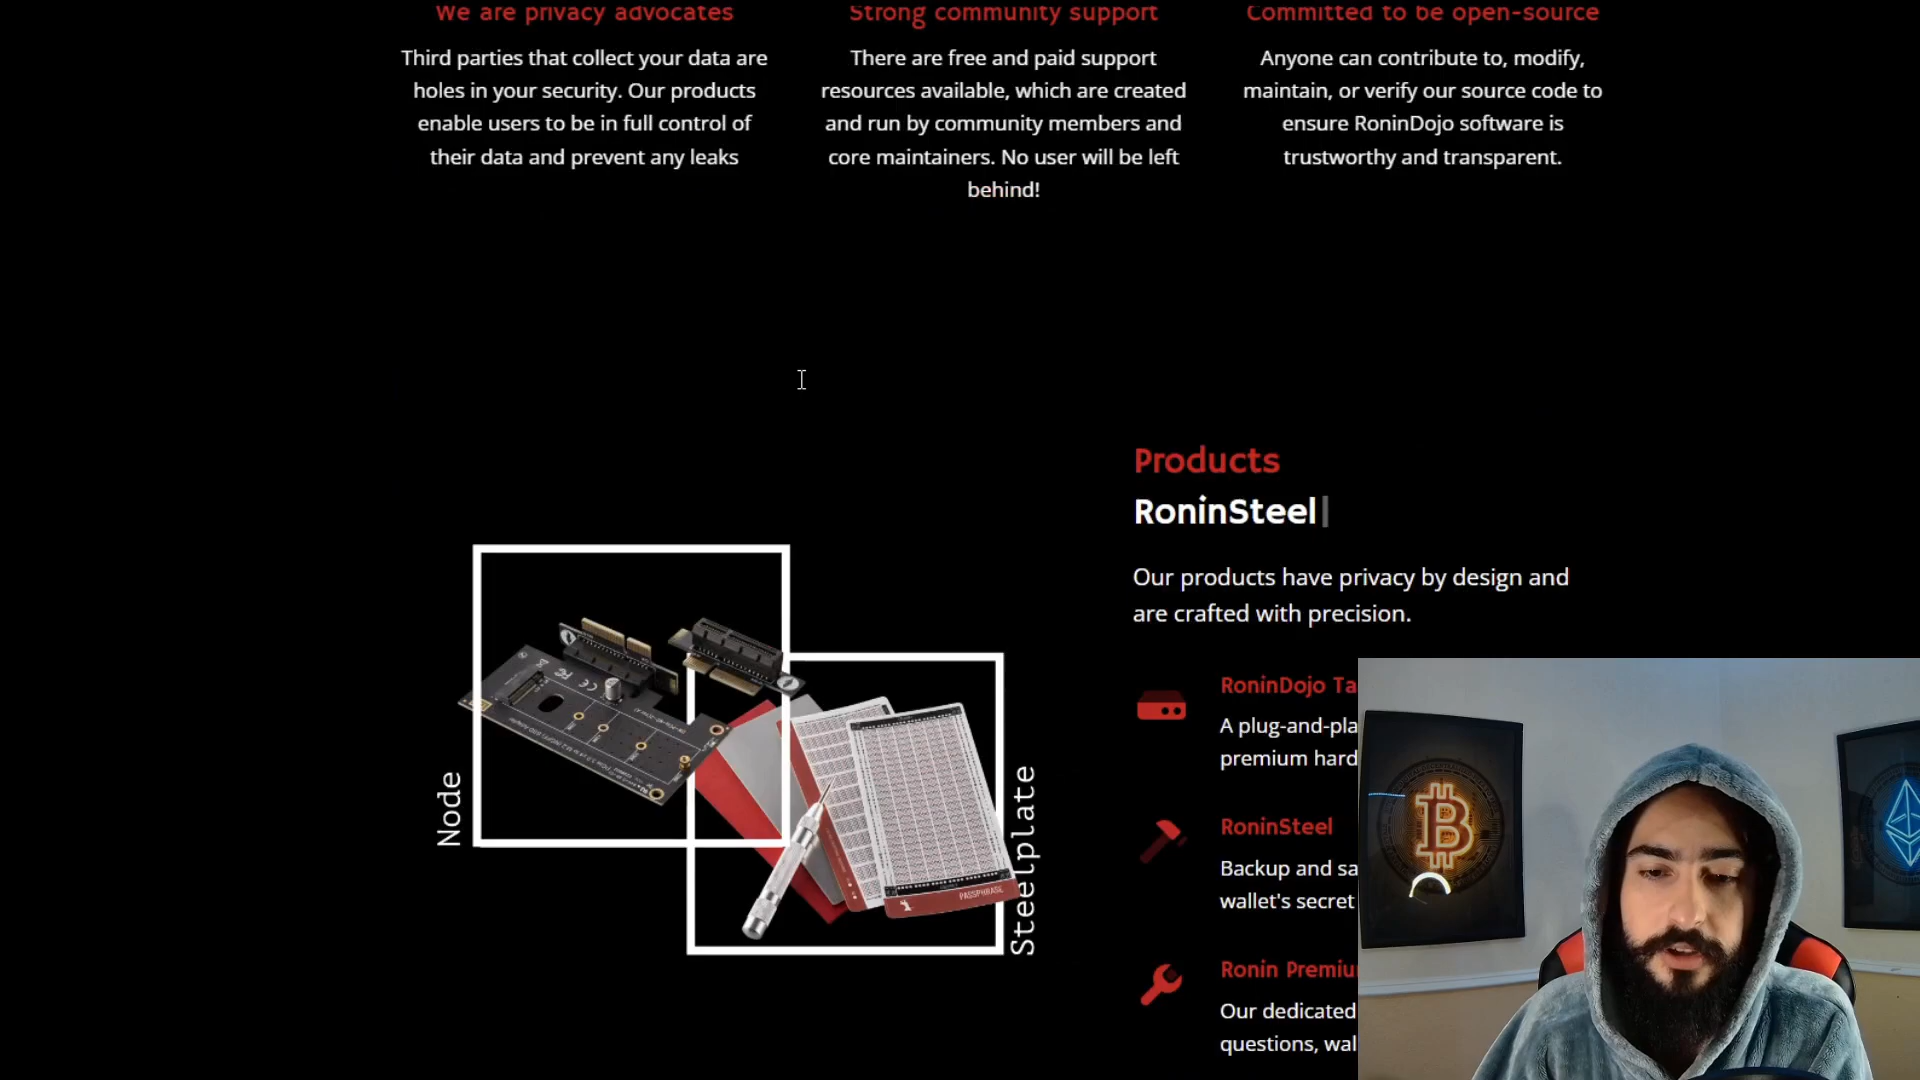 We are privacy advocates
Third parties that collect your data are
holes in your security. Our products
enable users to be in full control of
their data and prevent any leaks
Strong community support
There are free and paid support
resources available, which are created
and run by community members and
core maintainers. No user will be left
behind!
Committed to be open-source
Anyone can contribute to, modify,
maintain, or verify our source code to
ensure RoninDojo software is
trustworthy and transparent.
Node
PASSPHRASE
Steelplate
Products
RoninSteel
Our products have privacy by design and
are crafted with precision.
RoninDojo Ta
A plug-and-pla
premium hard
RoninSteel
Backup and sa
wallet's secret
Ronin Premiu
Our dedicated
questions, wal